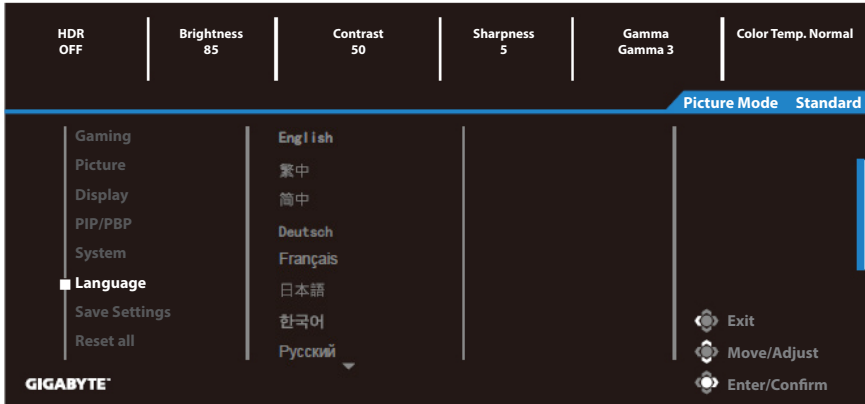 HDR
OFF
Brightness
85
Contrast
50
Sharpness
5
Gamma
Gamma 3
Color Temp. Normal
Picture Mode Standard
Gaming
Picture
Display
PIP/PBP
System
Language
Save Settings
Reset all
English
繁中
简中
Deutsch
Français
日本語
한국어
Русский
Exit
Move/Adjust
Enter/Confirm
GIGABYTE™